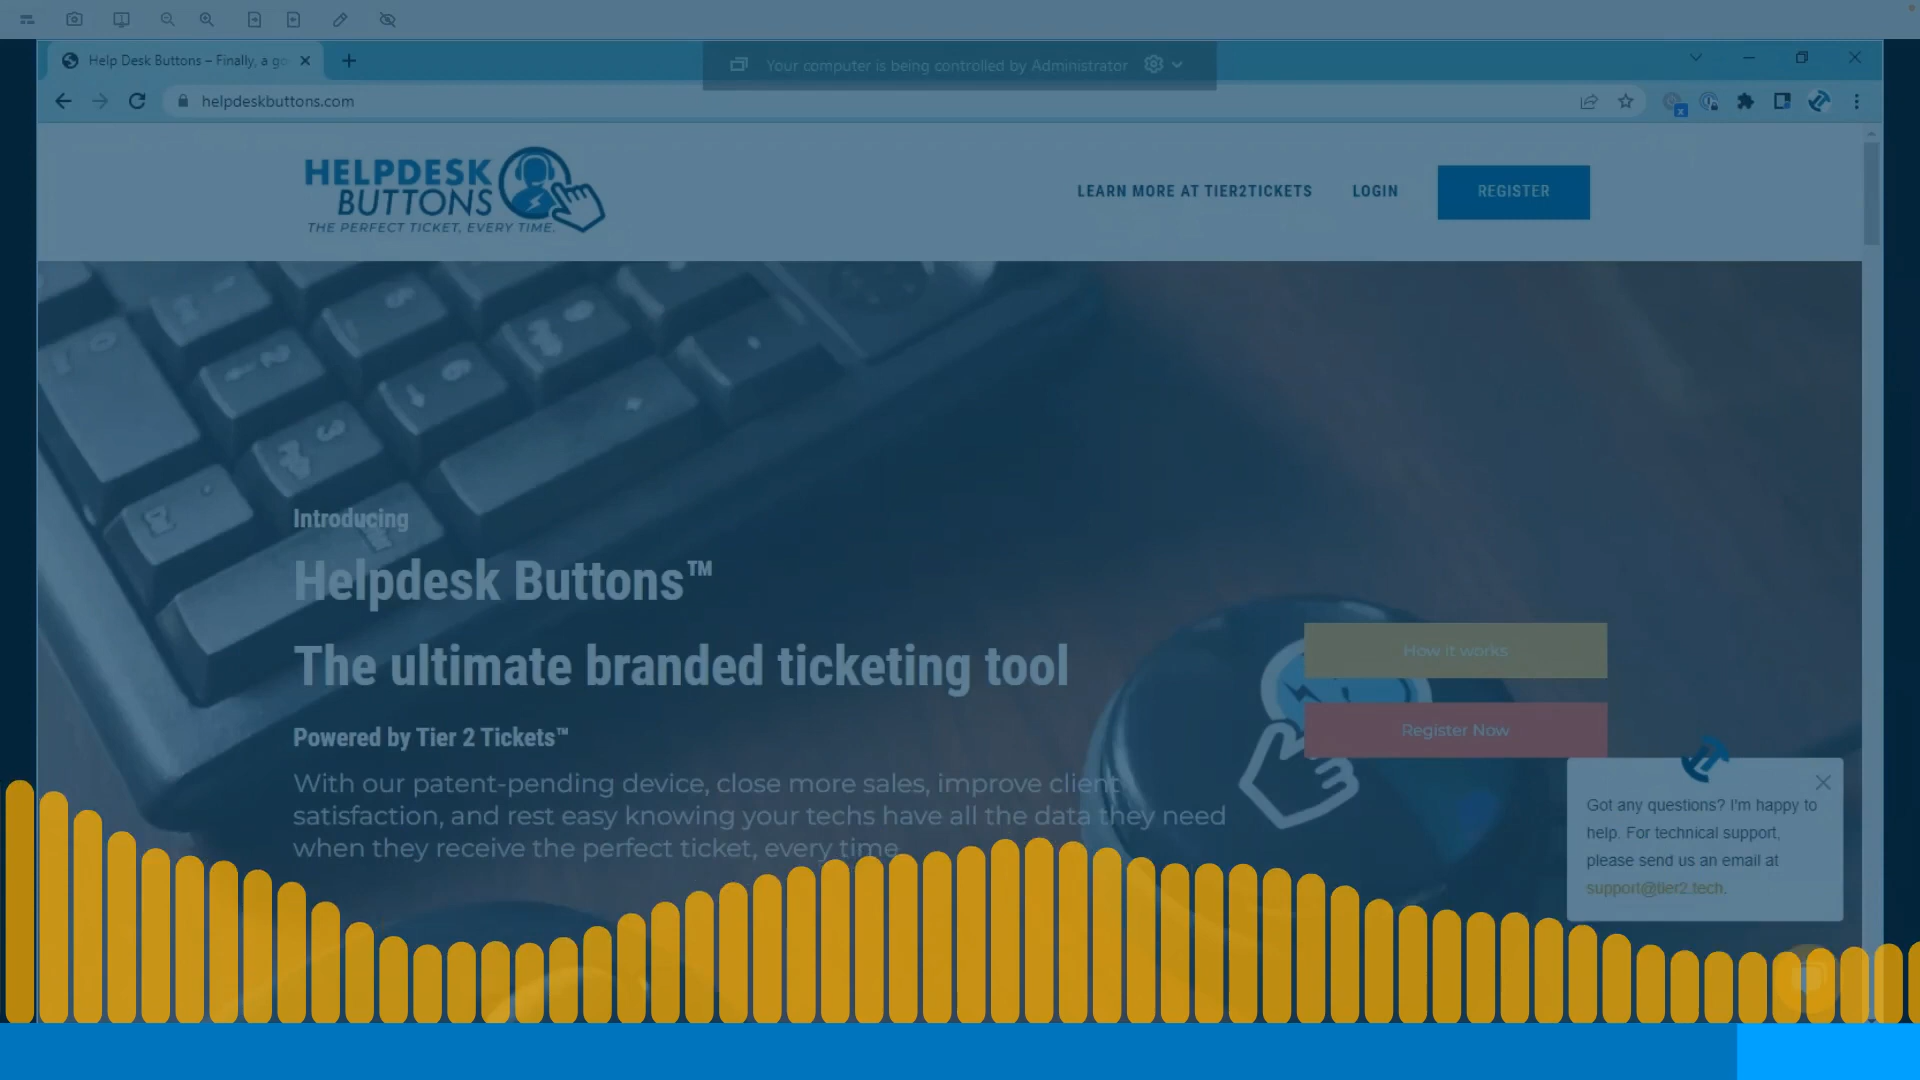 Help Desk Buttons – Finally, a go
Your computer is being controlled by Administrator
helpdeskbuttons.com
HELPDESK
BUTTONS
THE PERFECT TICKET, EVERY TIME.
LEARN MORE AT TIER2TICKETS
LOGIN
REGISTER
Introducing
Helpdesk Buttons™
The ultimate branded ticketing tool
Powered by Tier 2 Tickets™
With our patent-pending device, close more sales, improve client
satisfaction, and rest easy knowing your techs have all the data they need
when they receive the perfect ticket, every time.
How it works
Register Now
Got any questions? I'm happy to
help. For technical support,
please send us an email at
support@tier2.tech.